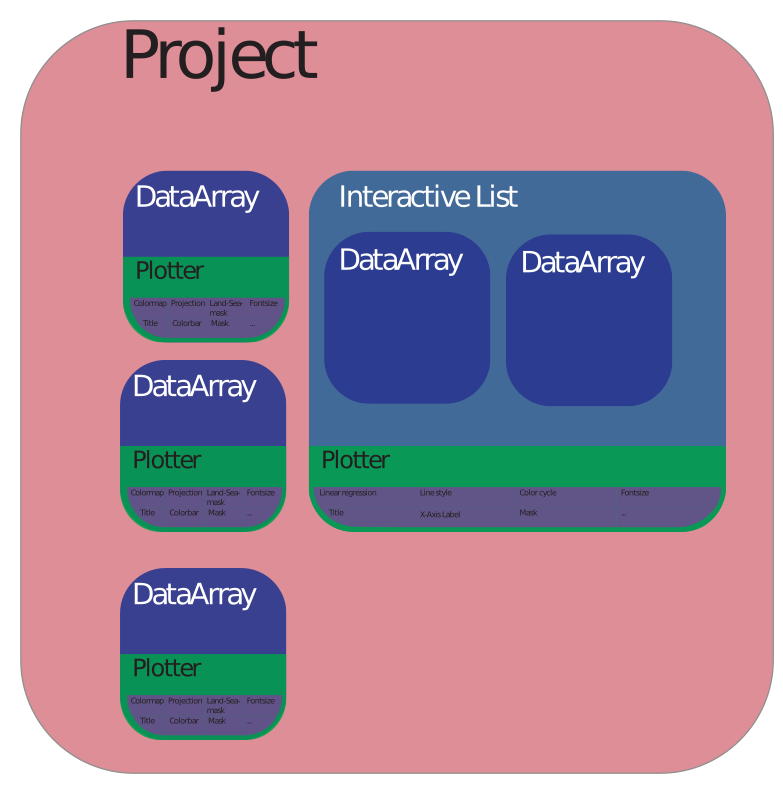 Project
DataArray
Plotter
Colormap Projection Land-Sea- Fontsize
mask
Title Colorbar Mask ...
Interactive List
DataArray DataArray
Plotter
Linear regression Line style Color cycle Fontsize
Title X-Axis Label Mask ...
DataArray
Plotter
Colormap Projection Land-Sea- Fontsize
mask
Title Colorbar Mask ...
DataArray
Plotter
Colormap Projection Land-Sea- Fontsize
mask
Title Colorbar Mask ...